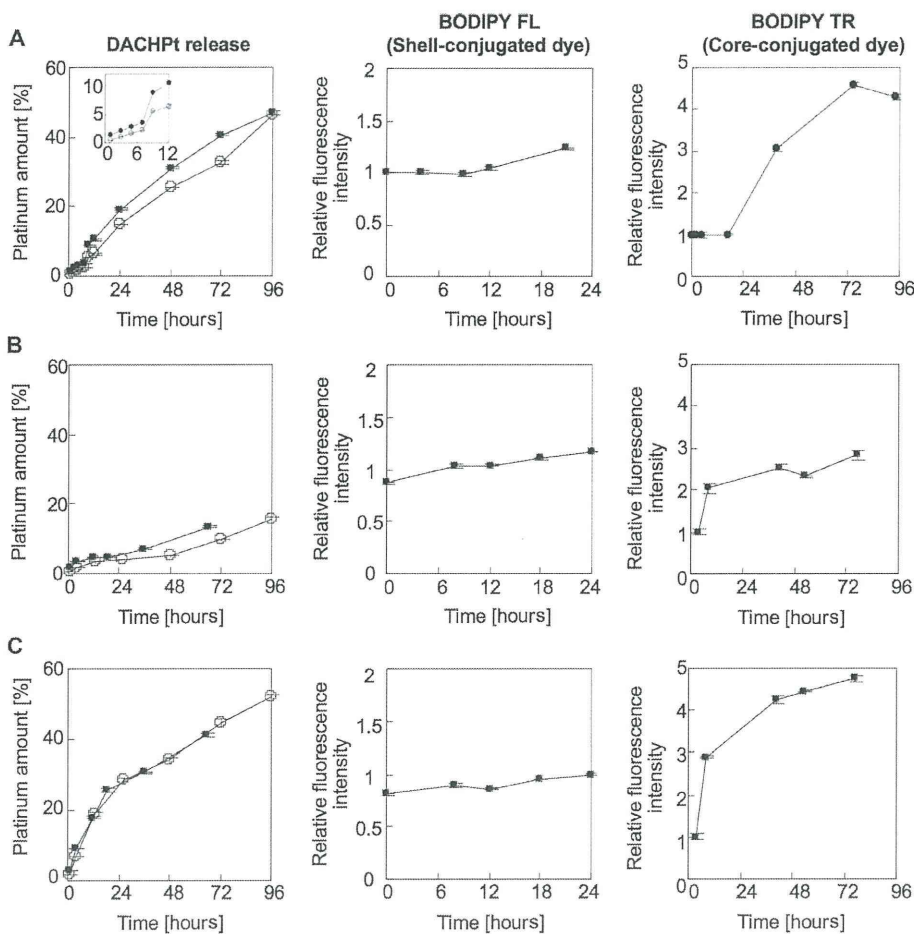 A
DACHPt release
BODIPY FL
(Shell-conjugated dye)
BODIPY TR
(Core-conjugated dye)
Platinum amount [%]
60
40
20
0
10
5
0
0 6 12
0 24 48 72 96
Time [hours]
Relative fluorescence
intensity
2
1.5
1
0.5
0
0 6 12 18 24
Time [hours]
Relative fluorescence
intensity
5
4
3
2
1
0
0 24 48 72 96
Time [hours]
B
Platinum amount [%]
60
40
20
0
0 24 48 72 96
Time [hours]
Relative fluorescence
intensity
2
1.5
1
0.5
0
0 6 12 18 24
Time [hours]
Relative fluorescence
intensity
5
4
3
2
1
0
0 24 48 72 96
Time [hours]
C
Platinum amount [%]
60
40
20
0
0 24 48 72 96
Time [hours]
Relative fluorescence
intensity
2
1.5
1
0.5
0
0 6 12 18 24
Time [hours]
Relative fluorescence
intensity
5
4
3
2
1
0
0 24 48 72 96
Time [hours]